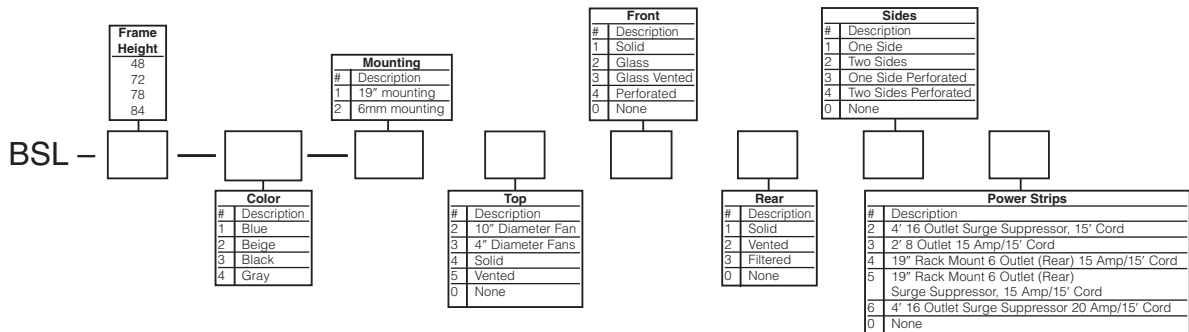 Frame
Height
48
72
78
84
Mounting
# Description
1 19″ mounting
2 6mm mounting
Front
# Description
1 Solid
2 Glass
3 Glass Vented
4 Perforated
0 None
Sides
# Description
1 One Side
2 Two Sides
3 One Side Perforated
4 Two Sides Perforated
0 None
BSL –
Color
# Description
1 Blue
2 Beige
3 Black
4 Gray
Top
# Description
2 10″ Diameter Fan
3 4″ Diameter Fans
4 Solid
5 Vented
0 None
Rear
# Description
1 Solid
2 Vented
3 Filtered
0 None
Power Strips
# Description
2 4′ 16 Outlet Surge Suppressor, 15′ Cord
3 2′ 8 Outlet 15 Amp/15′ Cord
4 19″ Rack Mount 6 Outlet (Rear) 15 Amp/15′ Cord
5 19″ Rack Mount 6 Outlet (Rear)
Surge Suppressor, 15 Amp/15′ Cord
6 4′ 16 Outlet Surge Suppressor 20 Amp/15′ Cord
0 None